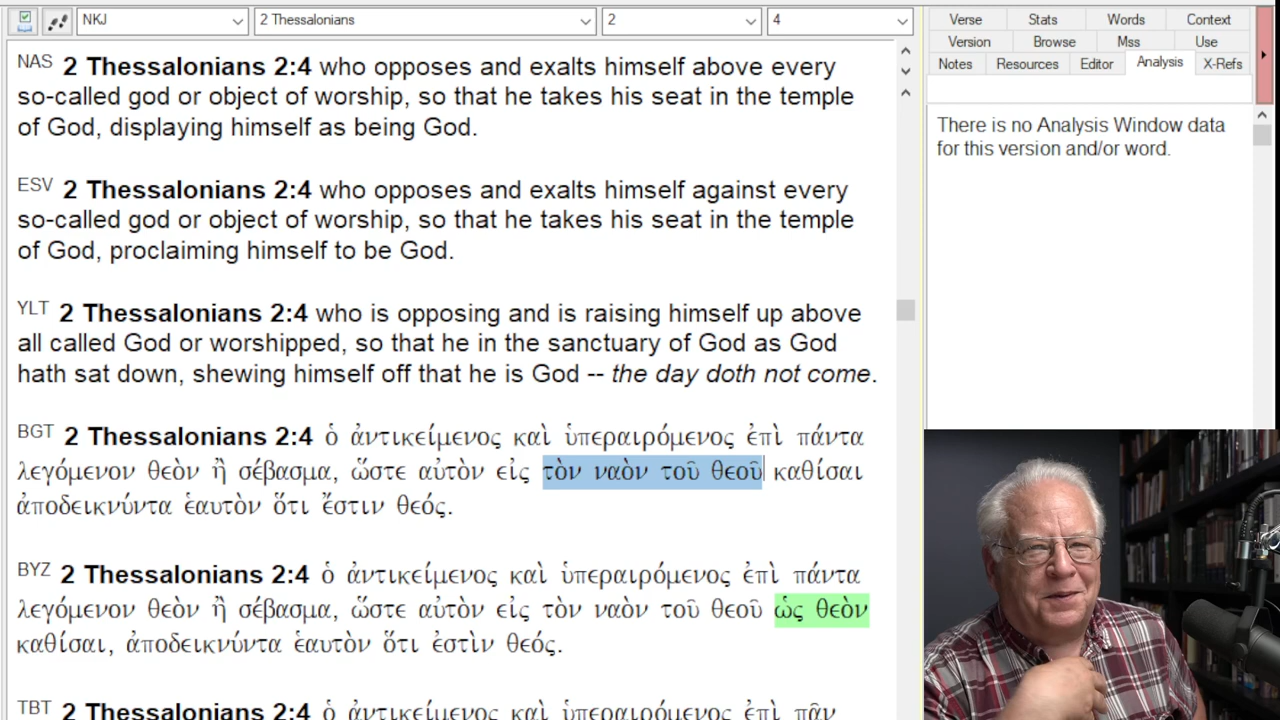 NKJ 2 Thessalonians 2 4
Verse Stats Words Context
Version Browse Mss Use
Notes Resources Editor Analysis X-Refs
There is no Analysis Window data
for this version and/or word.
NAS 2 Thessalonians 2:4 who opposes and exalts himself above every
so-called god or object of worship, so that he takes his seat in the temple
of God, displaying himself as being God.
ESV 2 Thessalonians 2:4 who opposes and exalts himself against every
so-called god or object of worship, so that he takes his seat in the temple
of God, proclaiming himself to be God.
YLT 2 Thessalonians 2:4 who is opposing and is raising himself up above
all called God or worshipped, so that he in the sanctuary of God as God
hath sat down, shewing himself off that he is God -- the day doth not come.
BGT 2 Thessalonians 2:4 ὁ ἀντικείμενος καὶ ὑπεραιρόμενος ἐπὶ πάντα
λεγόμενον θεὸν ἢ σέβασμα, ὥστε αὐτὸν εἰς τὸν ναὸν τοῦ θεοῦ καθίσαι
ἀποδεικνύντα ἑαυτὸν ὅτι ἔστιν θεός.
BYZ 2 Thessalonians 2:4 ὁ ἀντικείμενος καὶ ὑπεραιρόμενος ἐπὶ πάντα
λεγόμενον θεὸν ἢ σέβασμα, ὥστε αὐτὸν εἰς τὸν ναὸν τοῦ θεοῦ ὡς θεὸν
καθίσαι, ἀποδεικνύντα ἑαυτὸν ὅτι ἐστὶν θεός.
TBT 2 Thessalonians 2:4 ὁ ἀντικείμενος καὶ ὑπεραιρόμενος ἐπὶ πᾶν